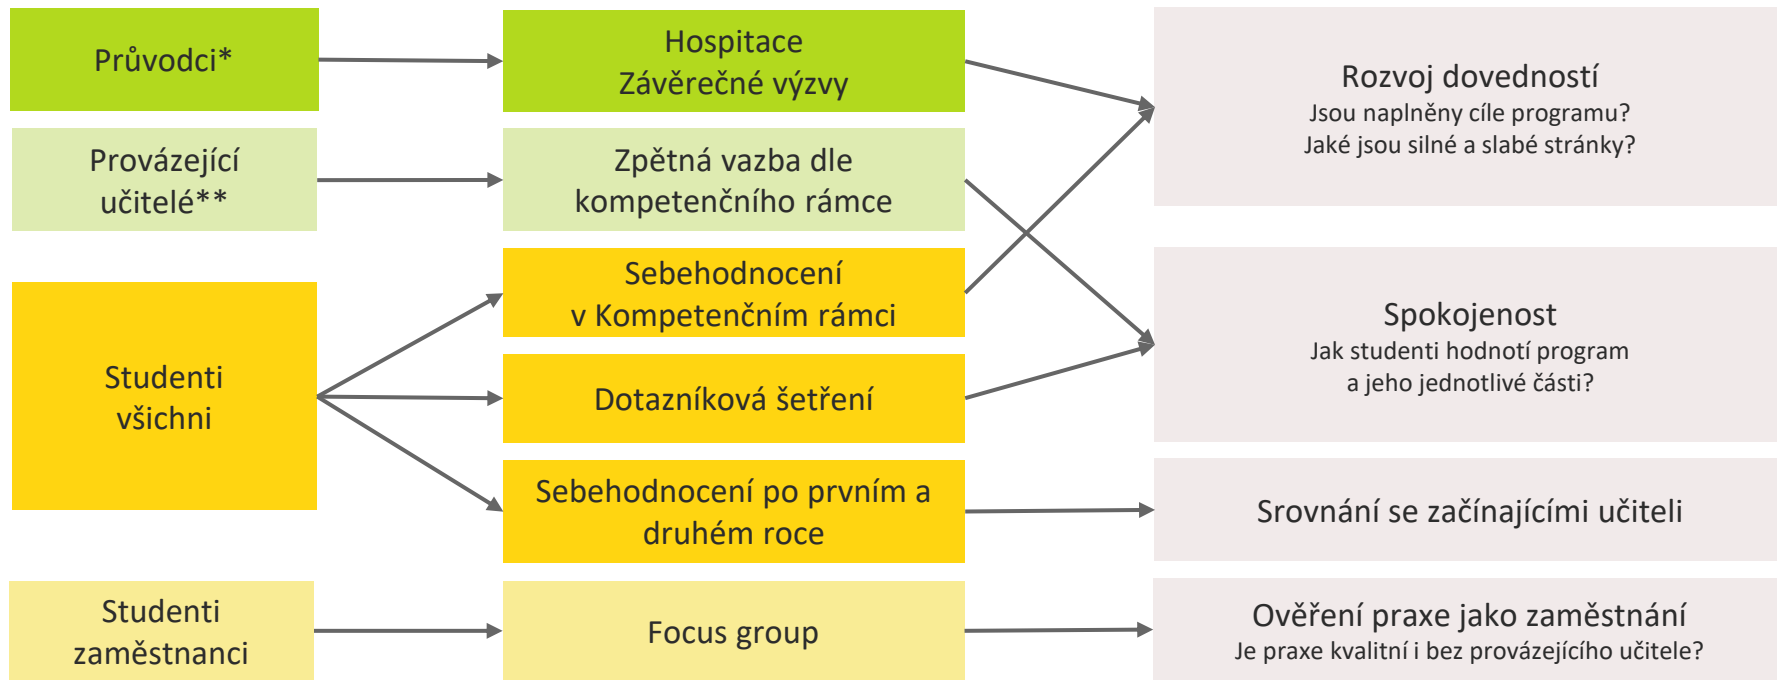 Průvodci*
Hospitace
Závěrečné výzvy
Rozvoj dovedností
Jsou naplněny cíle programu?
Jaké jsou silné a slabé stránky?
Provázející
učitelé**
Zpětná vazba dle
kompetenčního rámce
Studenti
všichni
Sebehodnocení
v Kompetenčním rámci
Dotazníková šetření
Sebehodnocení po prvním a
druhém roce
Spokojenost
Jak studenti hodnotí program
a jeho jednotlivé části?
Srovnání se začínajícími učiteli
Studenti
zaměstnanci
Focus group
Ověření praxe jako zaměstnání
Je praxe kvalitní i bez provázejícího učitele?